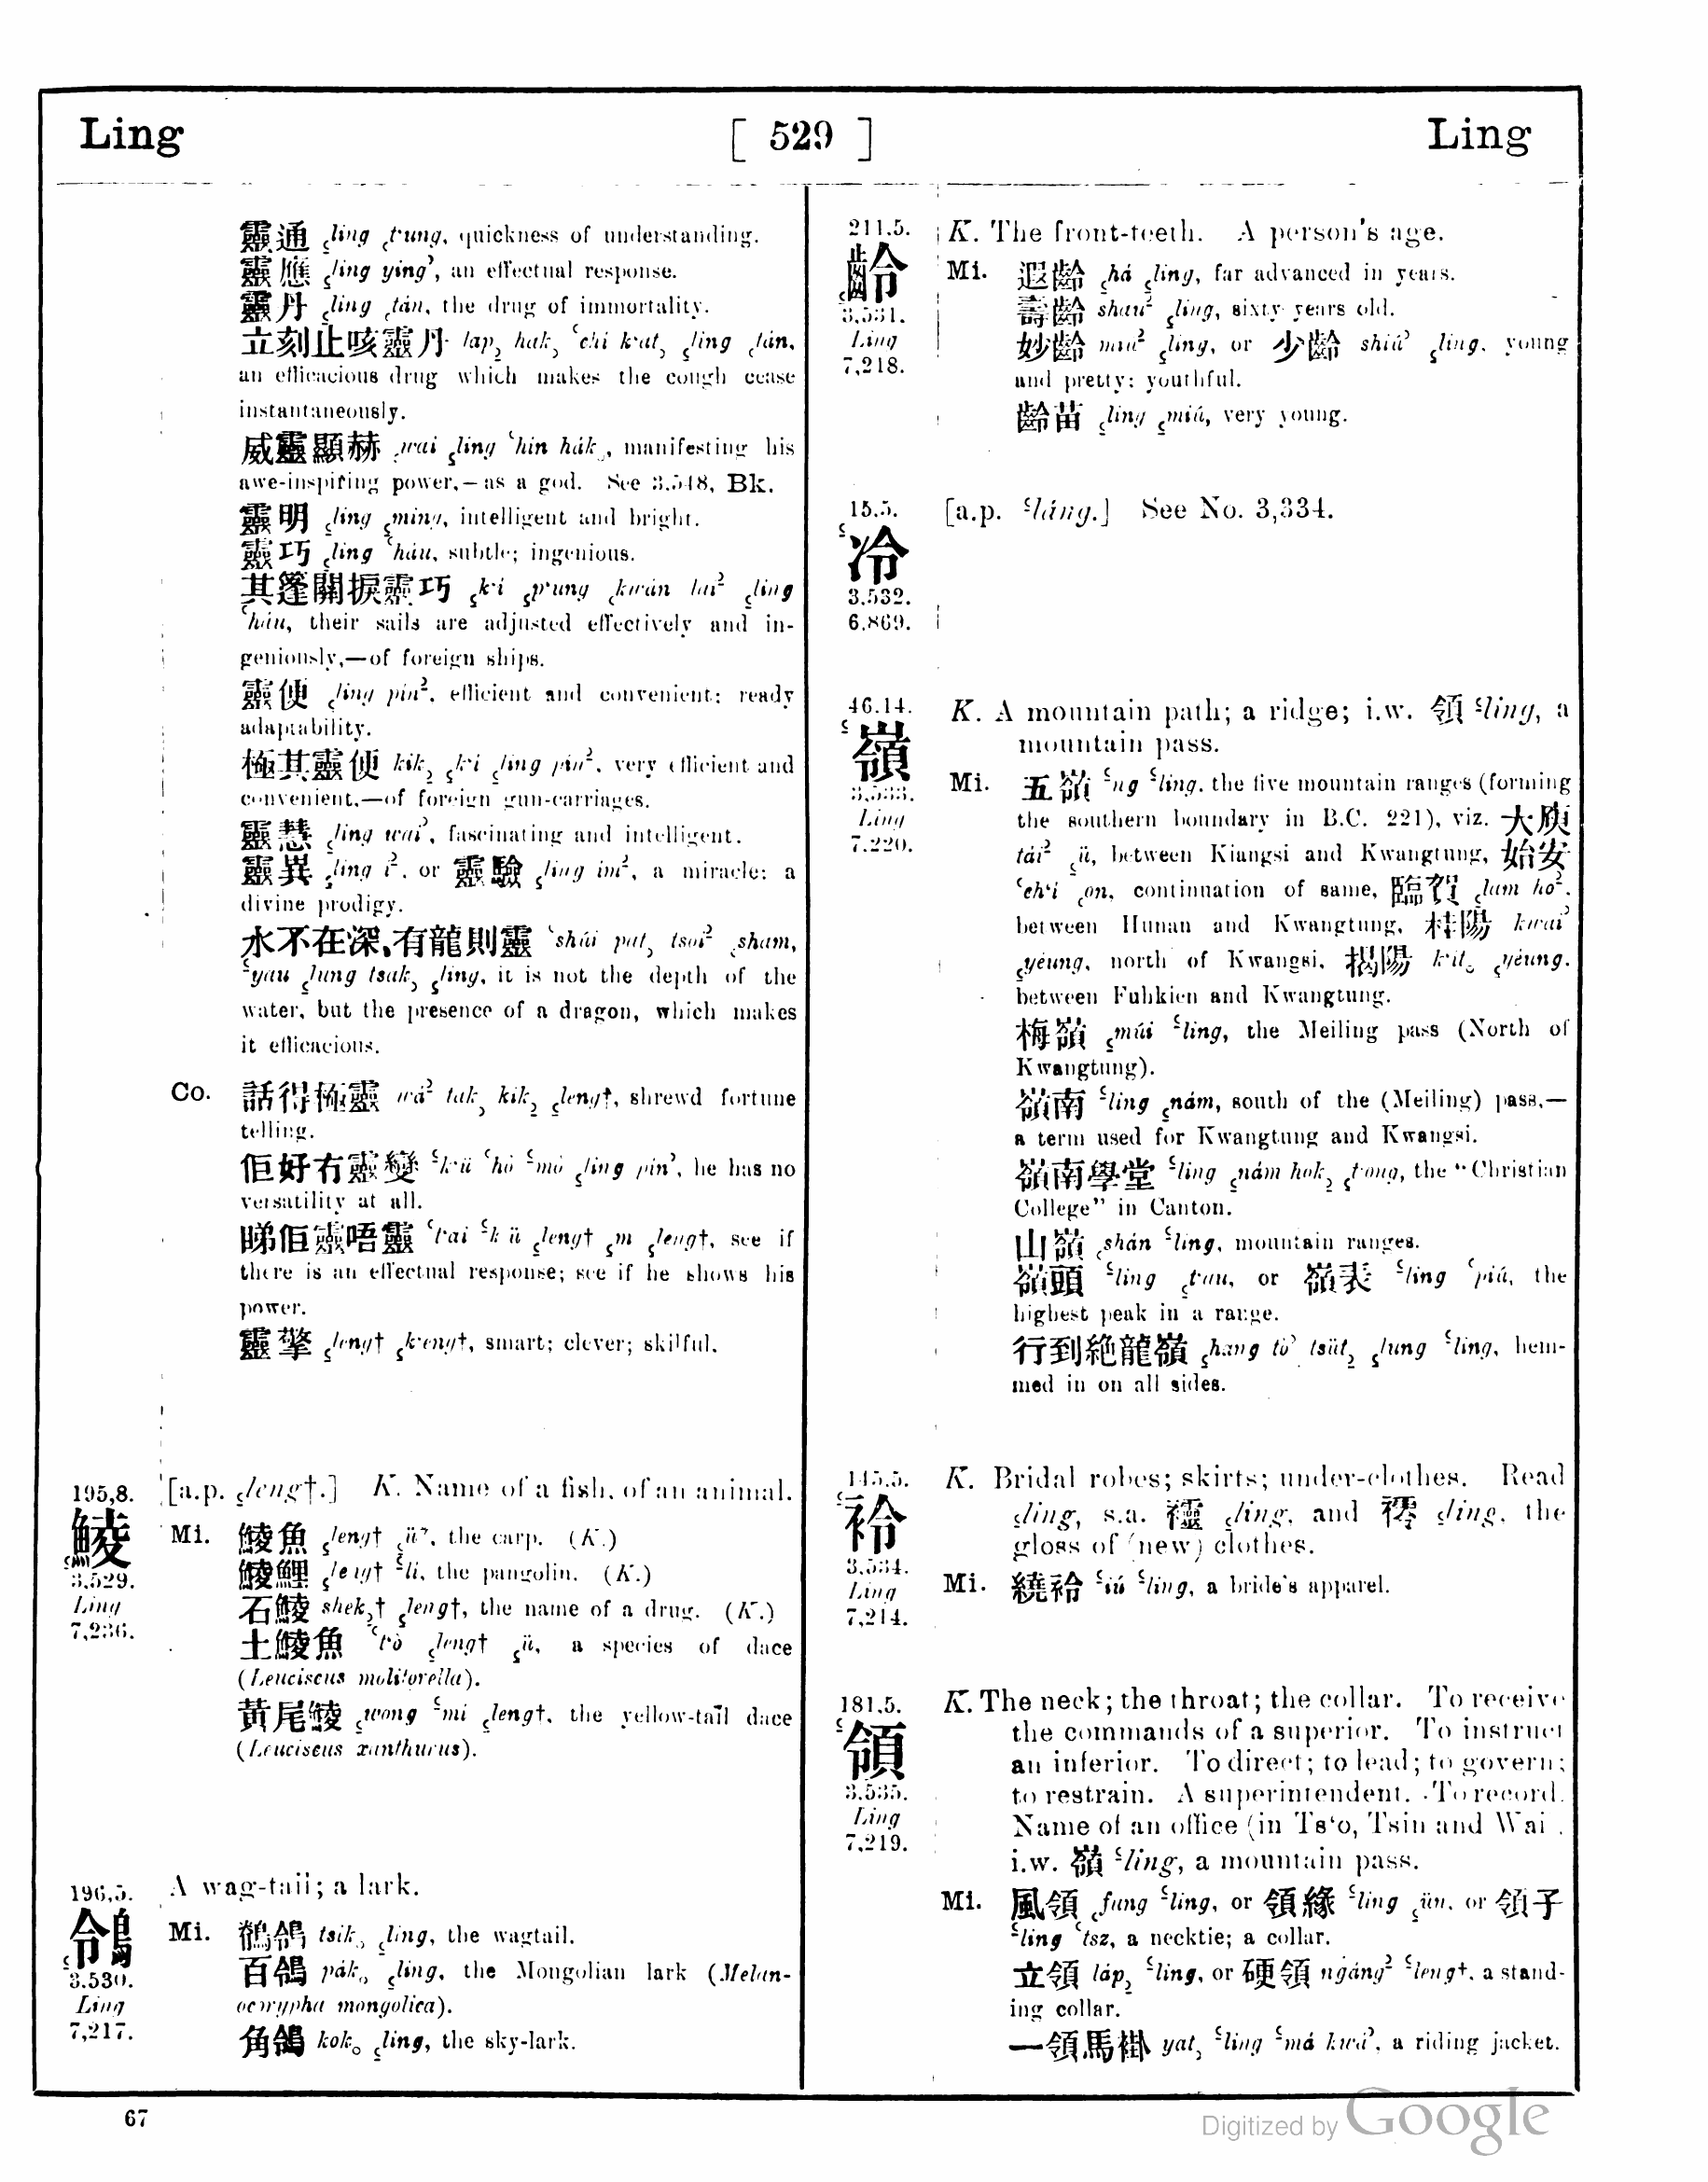 Ling [ 529 ] Ling
靈通 ꜁ling ꜀t‘ung, quickness of understanding.
靈應 ꜁ling ying꜄, an effectual response.
靈丹 ꜁ling ꜀tán, the drug of immortality.
立刻止咳靈丹 lap꜇ hak꜆ ꜂chi k‘at꜆ ꜁ling ꜀tán,
an efficacious drug which makes the cough cease
instantaneously.
威靈顯赫 ꜀wai ꜁ling ꜂hin hák꜆, manifesting his
awe-inspiring power,—as a god. See 3,548, Bk.
靈明 ꜁ling ꜁ming, intelligent and bright.
靈巧 ꜁ling ꜂háu, subtle; ingenious.
其篷關捩靈巧 ꜁k‘i ꜁p‘ung ꜀kwán lai² ꜁ling
꜂háu, their sails are adjusted effectively and in-
geniously,—of foreign ships.
靈便 ꜁ling pín², efficient and convenient; ready
adaptability.
極其靈便 kik꜇ ꜁k‘i ꜁ling pín², very efficient and
convenient,—of foreign gun-carriages.
靈慧 ꜁ling wai꜄, fascinating and intelligent.
靈異 ꜁ling í², or 靈驗 ꜁ling im², a miracle; a
divine prodigy.
水不在深,有龍則靈 ꜂shúi pat꜆ tsoi² ꜀sham,
꜃yau ꜁lung tsak꜆ ꜁ling, it is not the depth of the
water, but the presence of a dragon, which makes
it efficacious.
Co. 話得極靈 wá² tak꜆ kik꜇ ꜁leng†, shrewd fortune
telling.
佢好冇靈變 ꜃k‘ü ꜂hò ꜃mò ꜁ling pín꜄, he has no
versatility at all.
睇佢靈唔靈 ꜂t‘ai ꜃k‘ü ꜁leng† ꜁m ꜁leng†, see if
there is an effectual response; see if he shows his
power.
靈擎 ꜁leng† ꜁k‘eng†, smart; clever; skilful.
195,8. [a.p. ꜁leng†.] K. Name of a fish, of an animal.
鯪
3,529.
Ling
7,236.
Mi. 鯪魚 ꜁leng† ꜁ü*, the carp. (K.)
鯪鯉 ꜁leng† ꜃li, the pangolin. (K.)
石鯪 shek꜇† ꜁leng†, the name of a drug. (K.)
土鯪魚 ꜂t‘ò ꜁leng† ꜁ü, a species of dace
(Leuciscus molitorella).
黃尾鯪 ꜁wong ꜃mi ꜁leng†, the yellow-tail dace
(Leuciscus xanthurus).
196,5. A wag-tail; a lark.
鴒
3,530.
Ling
7,217.
Mi. 鶺鴒 tsik꜆ ꜁ling, the wagtail.
百鴒 pák꜆ ꜁ling, the Mongolian lark (Melan-
ocorypha mongolica).
角鴒 kok꜆ ꜁ling, the sky-lark.
67
211,5. K. The front-teeth. A person's age.
齡
3,531.
Ling
7,218.
Mi. 遐齡 ꜁há ꜁ling, far advanced in years.
壽齡 shau² ꜁ling, sixty years old.
妙齡 miú² ꜁ling, or 少齡 shiú꜄ ꜁ling, young
and pretty; youthful.
齡苗 ꜁ling ꜁miú, very young.
15,5. [a.p. ꜃láng.] See No. 3,334.
冷
3,532.
6,869.
46,14. K. A mountain path; a ridge; i.w. 領 ꜃ling, a
mountain pass.
嶺
3,533.
Ling
7,220.
Mi. 五嶺 ꜃ng ꜃ling, the five mountain ranges (forming
the southern boundary in B.C. 221), viz. 大庾
tái² ꜁ü, between Kiangsi and Kwangtung, 始安
꜂ch‘i ꜀on, continuation of same, 臨賀 ꜁lam ho²,
between Hunan and Kwangtung, 桂陽 kwai꜄
꜁yéung, north of Kwangsi, 揭陽 k‘it꜆ ꜁yéung,
between Fuhkien and Kwangtung.
梅嶺 ꜁múi ꜃ling, the Meiling pass (North of
Kwangtung).
嶺南 ꜃ling ꜁nám, south of the (Meiling) pass,—
a term used for Kwangtung and Kwangsi.
嶺南學堂 ꜃ling ꜁nám hok꜇ ꜁t‘ong, the "Christian
College" in Canton.
山嶺 ꜀shán ꜃ling, mountain ranges.
嶺頭 ꜃ling ꜁t‘au, or 嶺表 ꜃ling ꜂piú, the
highest peak in a range.
行到絶龍嶺 ꜁hang tò꜄ tsüt꜇ ꜁lung ꜃ling, hem-
med in on all sides.
145,5. K. Bridal robes; skirts; under-clothes. Read
꜁ling, s.a. 䙥 ꜁ling, and ꜁ling, the
gloss of (new) clothes.
袊
3,534.
Ling
7,214.
Mi. 繞袊 ꜃iú ꜃ling, a bride's apparel.
181,5. K. The neck; the throat; the collar. To receive
the commands of a superior. To instruct
an inferior. To direct; to lead; to govern;
to restrain. A superintendent. To record.
Name of an office (in Ts‘o, Tsin and Wai).
i.w. 嶺 ꜃ling, a mountain pass.
領
3,535.
Ling
7,219.
Mi. 風領 ꜀fung ꜃ling, or 領緣 ꜃ling ꜁ün, or 領子
꜃ling ꜂tsz, a necktie; a collar.
立領 láp꜇ ꜃ling, or 硬領 ngáng² ꜃leng†, a stand-
ing collar.
一領馬褂 yat꜆ ꜃ling ꜃má kwá꜄, a riding jacket.
Digitized by Google